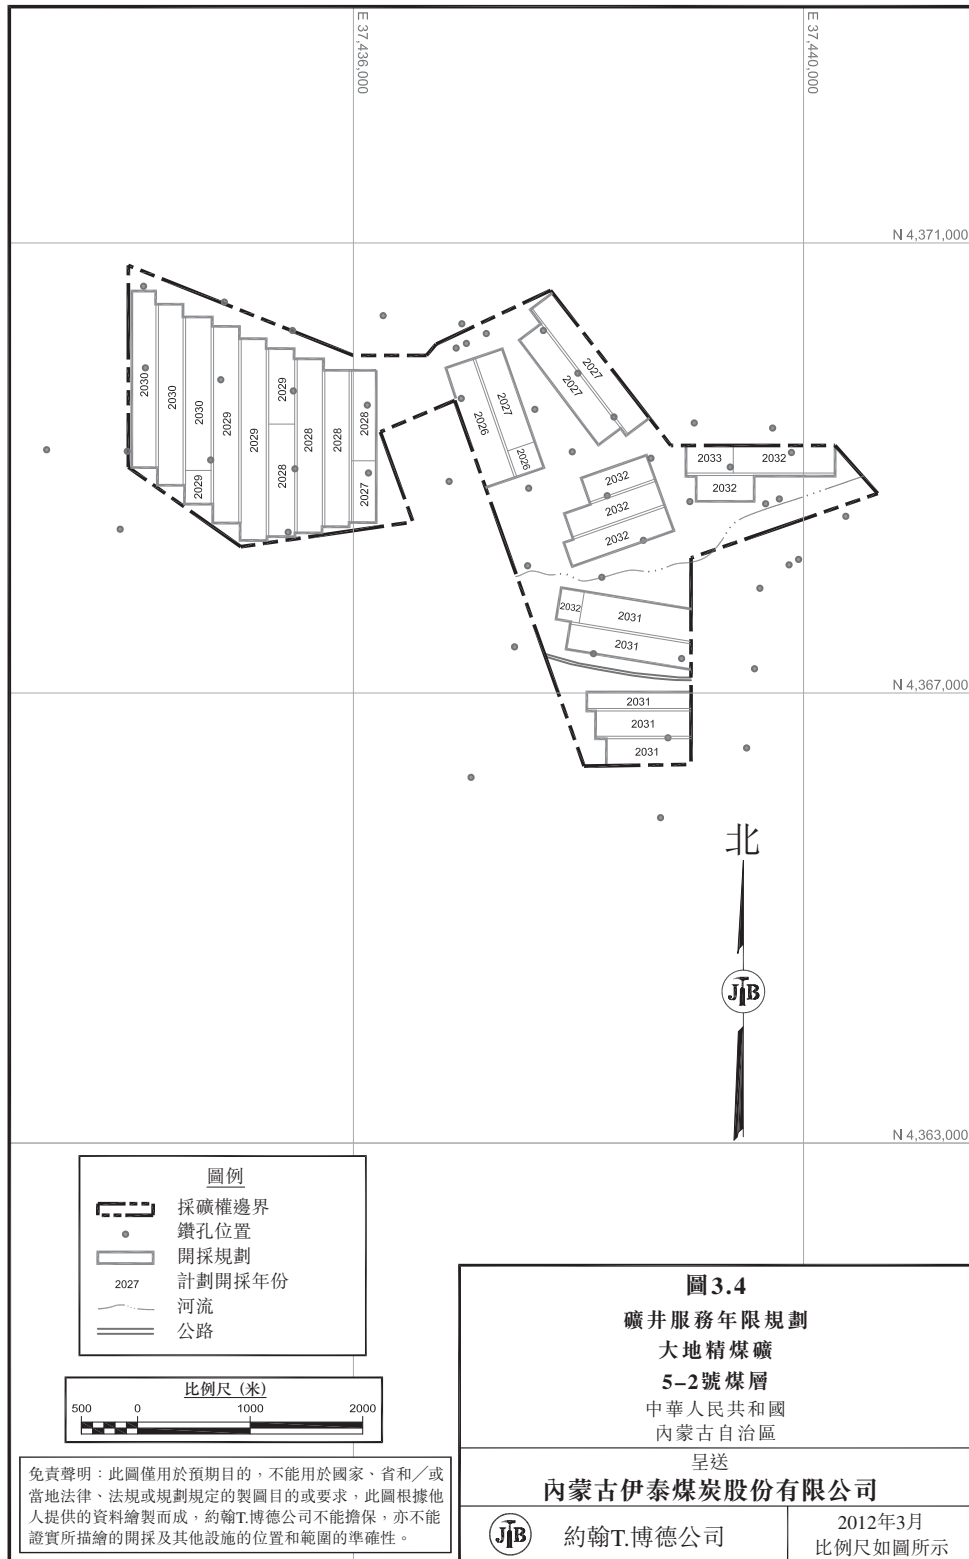 E 37,436,000
E 37,440,000
N 4,371,000
2027
2027
2030
2030
2030
2029
2029
2029
2028
2028
2028
2029
2028
2027
2026
2027
2026
2033
2032
2032
2032
2032
2032
2032
2031
2031
N 4,367,000
2031
2031
2031
北
JTB
N 4,363,000
圖例
採礦權邊界
鑽孔位置
開採規劃
2027 計劃開採年份
河流
公路
比例尺 (米)
500 0 1000 2000
免責聲明：此圖僅用於預期目的，不能用於國家、省和／或
當地法律、法規或規劃規定的製圖目的或要求，此圖根據他
人提供的資料繪製而成，約翰T.博德公司不能擔保，亦不能
證實所描繪的開採及其他設施的位置和範圍的準確性。
圖3.4
礦井服務年限規劃
大地精煤礦
5–2號煤層
中華人民共和國
內蒙古自治區
呈送
內蒙古伊泰煤炭股份有限公司
JTB 約翰T.博德公司
2012年3月
比例尺如圖所示